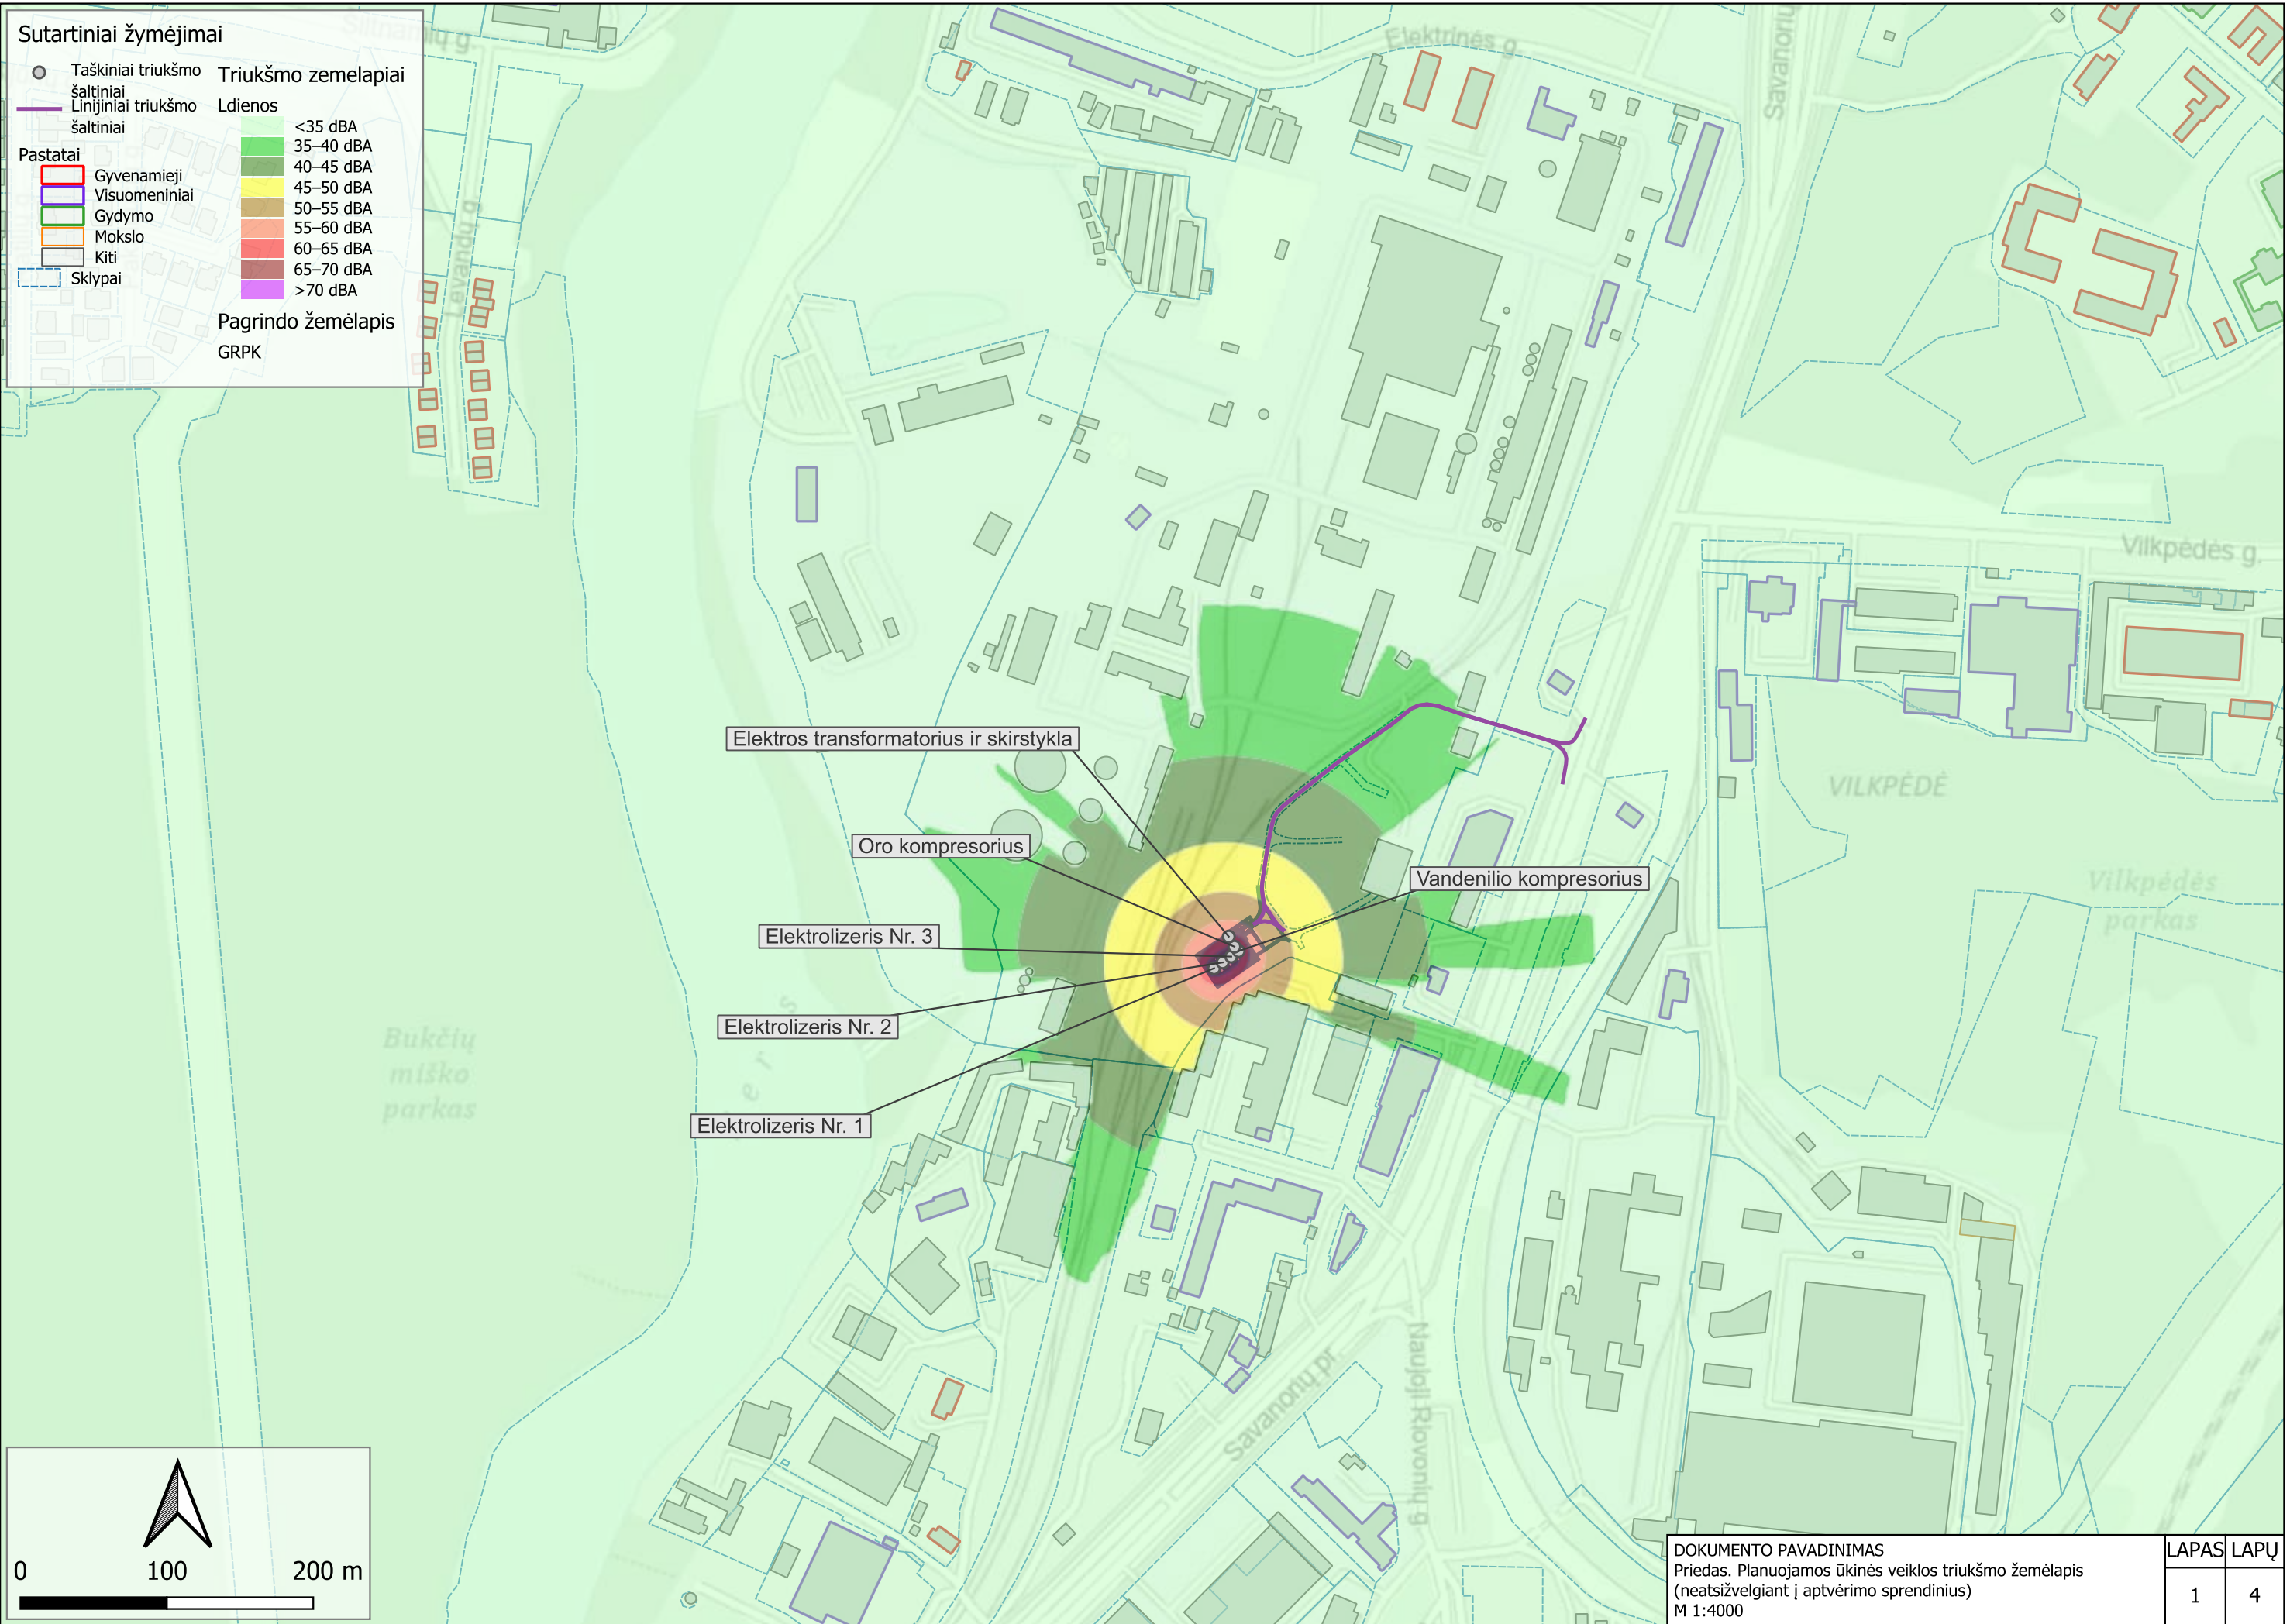 Sutartiniai žymėjimai
Taškiniai triukšmo
šaltiniai
Linijiniai triukšmo
šaltiniai
Pastatai
Gyvenamieji
Visuomeniniai
Gydymo
Mokslo
Kiti
Sklypai
Triukšmo zemelapiai
Ldienos
<35 dBA
35–40 dBA
40–45 dBA
45–50 dBA
50–55 dBA
55–60 dBA
60–65 dBA
65–70 dBA
>70 dBA
Pagrindo žemėlapis
GRPK
Šiltnamių g.
Levandų g.
Elektrinės g.
Savanorių
Vilkpėdės g.
VILKPĖDĖ
Vilkpėdės
parkas
Elektros transformatorius ir skirstykla
Oro kompresorius
Vandenilio kompresorius
Elektrolizeris Nr. 3
Elektrolizeris Nr. 2
Elektrolizeris Nr. 1
Bukčių
miško
parkas
Savanorių pr.
Naujoji Riovonių g.
0 100 200 m
DOKUMENTO PAVADINIMAS
Priedas. Planuojamos ūkinės veiklos triukšmo žemėlapis
(neatsižvelgiant į aptvėrimo sprendinius)
M 1:4000
LAPAS LAPŲ
1 4